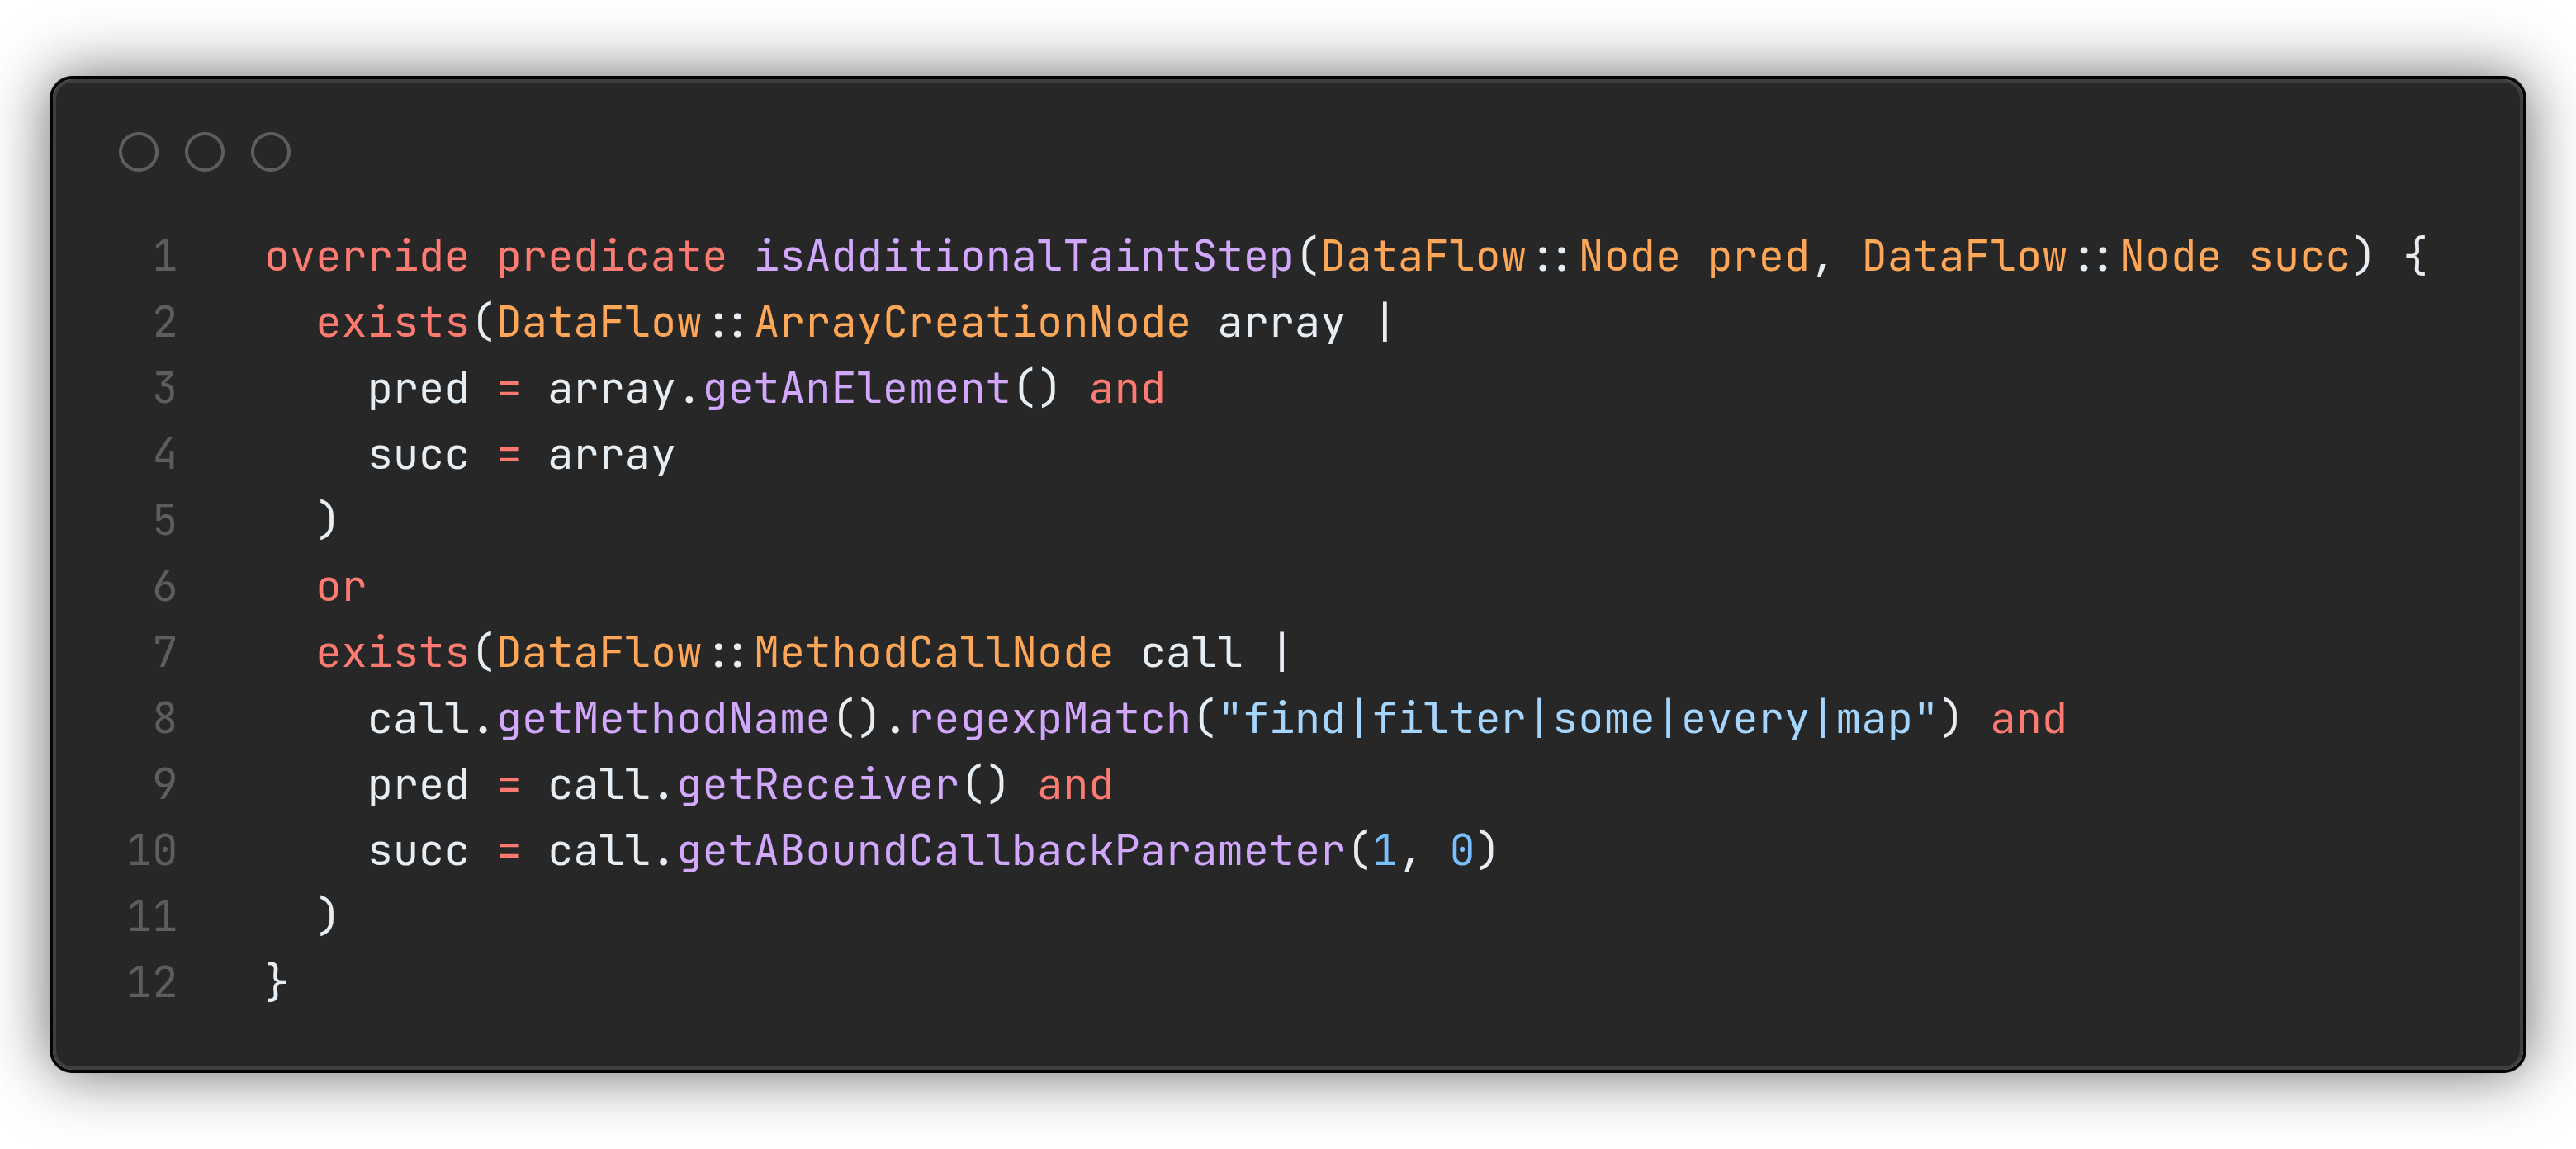 1 override predicate isAdditionalTaintStep(DataFlow::Node pred, DataFlow::Node succ) {
2 exists(DataFlow::ArrayCreationNode array |
3 pred = array.getAnElement() and
4 succ = array
5 )
6 or
7 exists(DataFlow::MethodCallNode call |
8 call.getMethodName().regexpMatch("find|filter|some|every|map") and
9 pred = call.getReceiver() and
10 succ = call.getABoundCallbackParameter(1, 0)
11 )
12 }